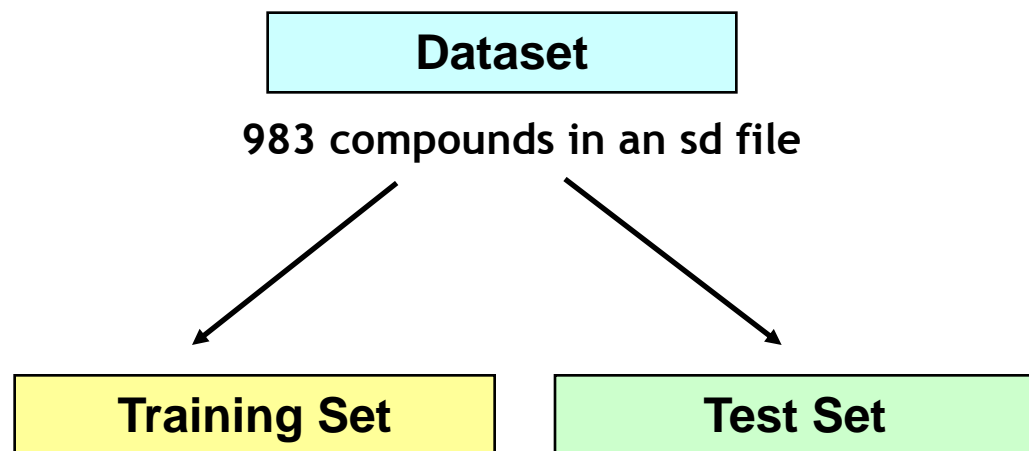 Dataset
983 compounds in an sd file
Training Set
Test Set